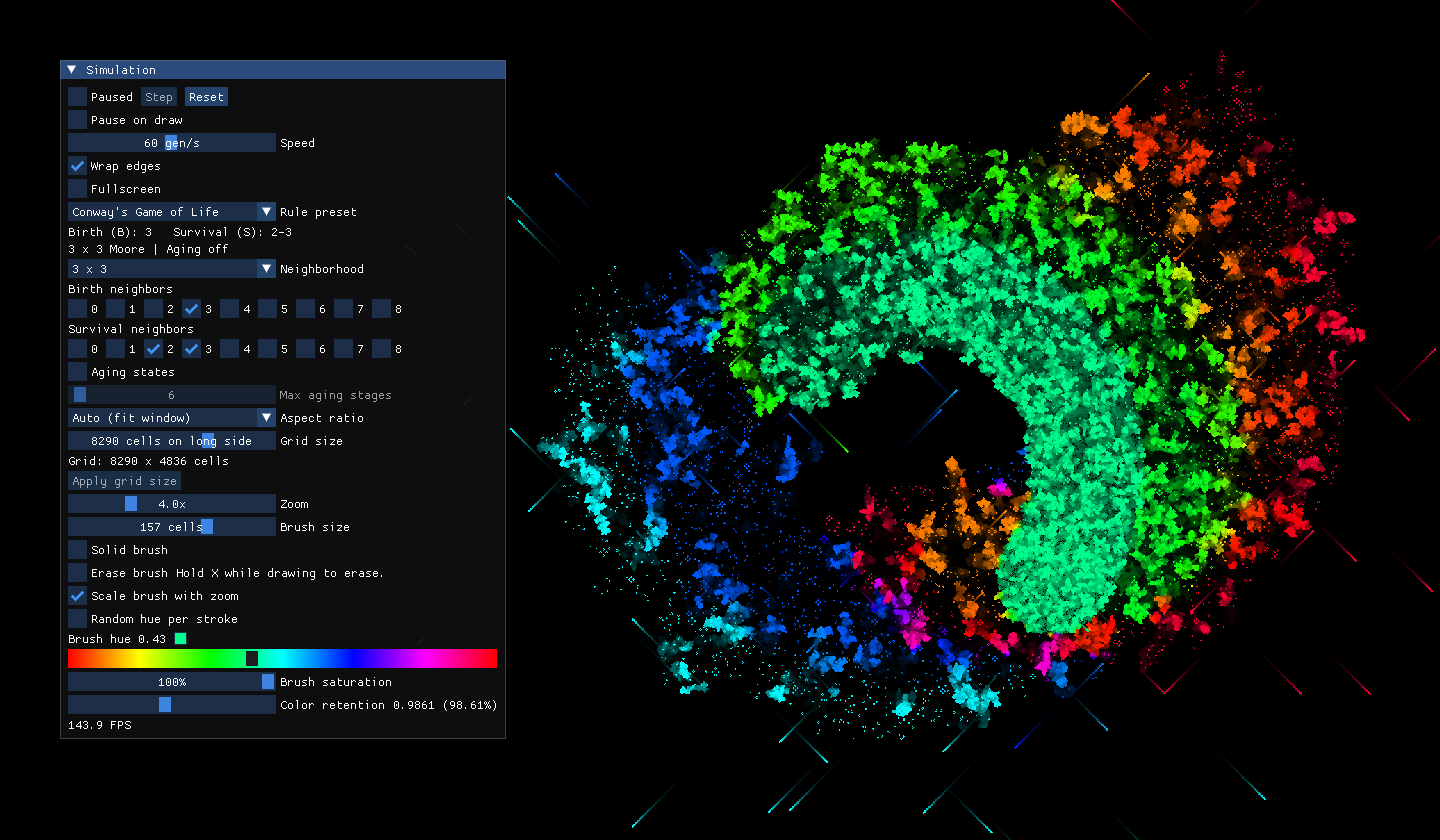 Simulation
Paused Step Reset
Pause on draw
60 gen/s Speed
Wrap edges
Fullscreen
Conway's Game of Life Rule preset
Birth (B): 3 Survival (S): 2-3
3 x 3 Moore | Aging off
3 x 3 Neighborhood
Birth neighbors
0 1 2 3 4 5 6 7 8
Survival neighbors
0 1 2 3 4 5 6 7 8
Aging states
6 Max aging stages
Auto (fit window) Aspect ratio
8290 cells on long side Grid size
Grid: 8290 x 4836 cells
Apply grid size
4.0x Zoom
157 cells Brush size
Solid brush
Erase brush Hold X while drawing to erase.
Scale brush with zoom
Random hue per stroke
Brush hue 0.43
100% Brush saturation
Color retention 0.9861 (98.61%)
143.9 FPS